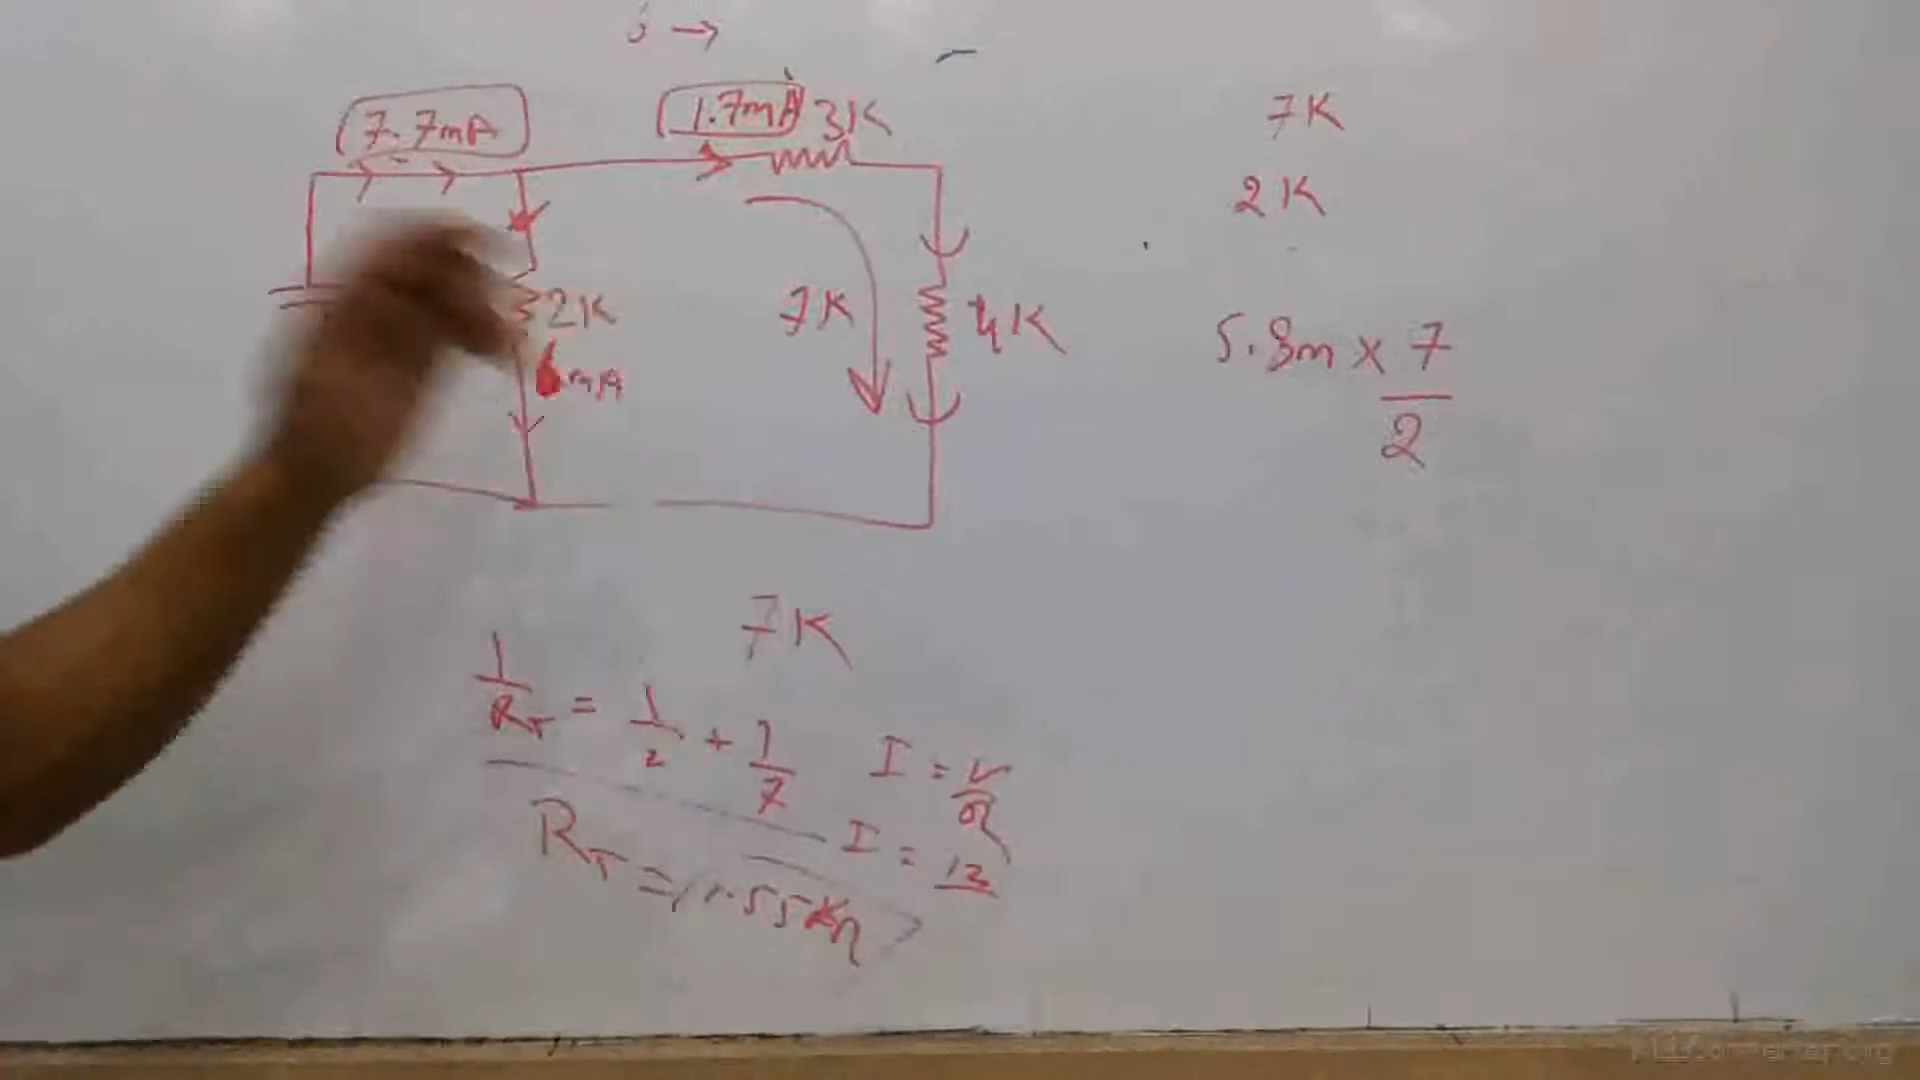 i →
7.7mA
1.7mA 3K
2K
6mA
7K
4K
7K
2K
5.8m × 7
2
7K
1/RT = 1/2 + 1/7
I = V/R
I = 12
RT = 1.55KΩ